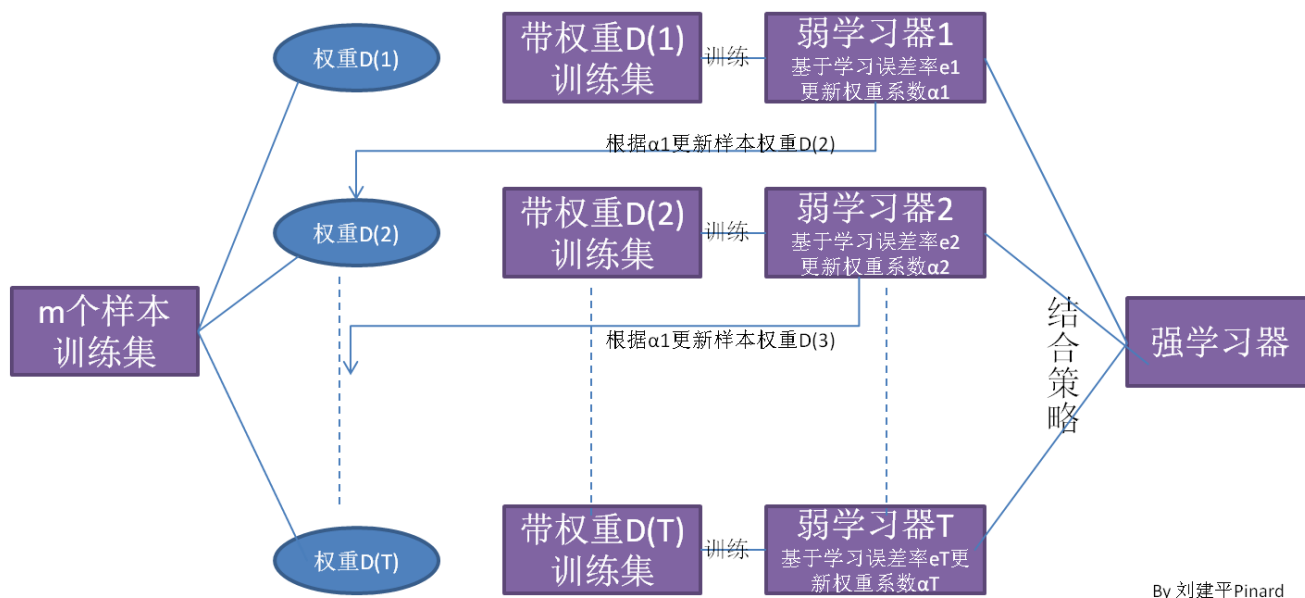 权重D(1)
带权重D(1)
训练集
训练
弱学习器1
基于学习误差率e1
更新权重系数α1
根据α1更新样本权重D(2)
权重D(2)
带权重D(2)
训练集
训练
弱学习器2
基于学习误差率e2
更新权重系数α2
m个样本
训练集
根据α1更新样本权重D(3)
结
合
策
略
强学习器
权重D(T)
带权重D(T)
训练集
训练
弱学习器T
基于学习误差率eT更
新权重系数αT
By 刘建平Pinard